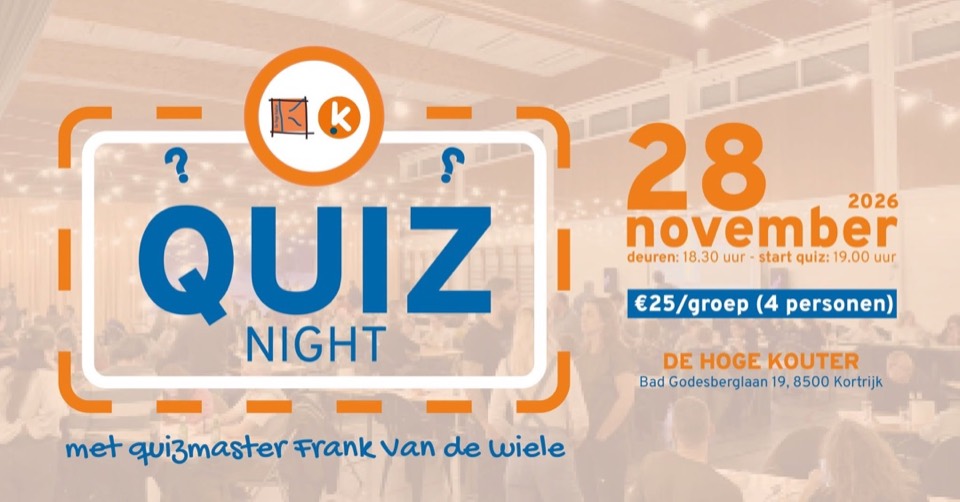 k
? ?
QUIZ
NIGHT
met quizmaster Frank Van de Wiele
28
2026
november
deuren: 18.30 uur - start quiz: 19.00 uur
€25/groep (4 personen)
DE HOGE KOUTER
Bad Godesberglaan 19, 8500 Kortrijk